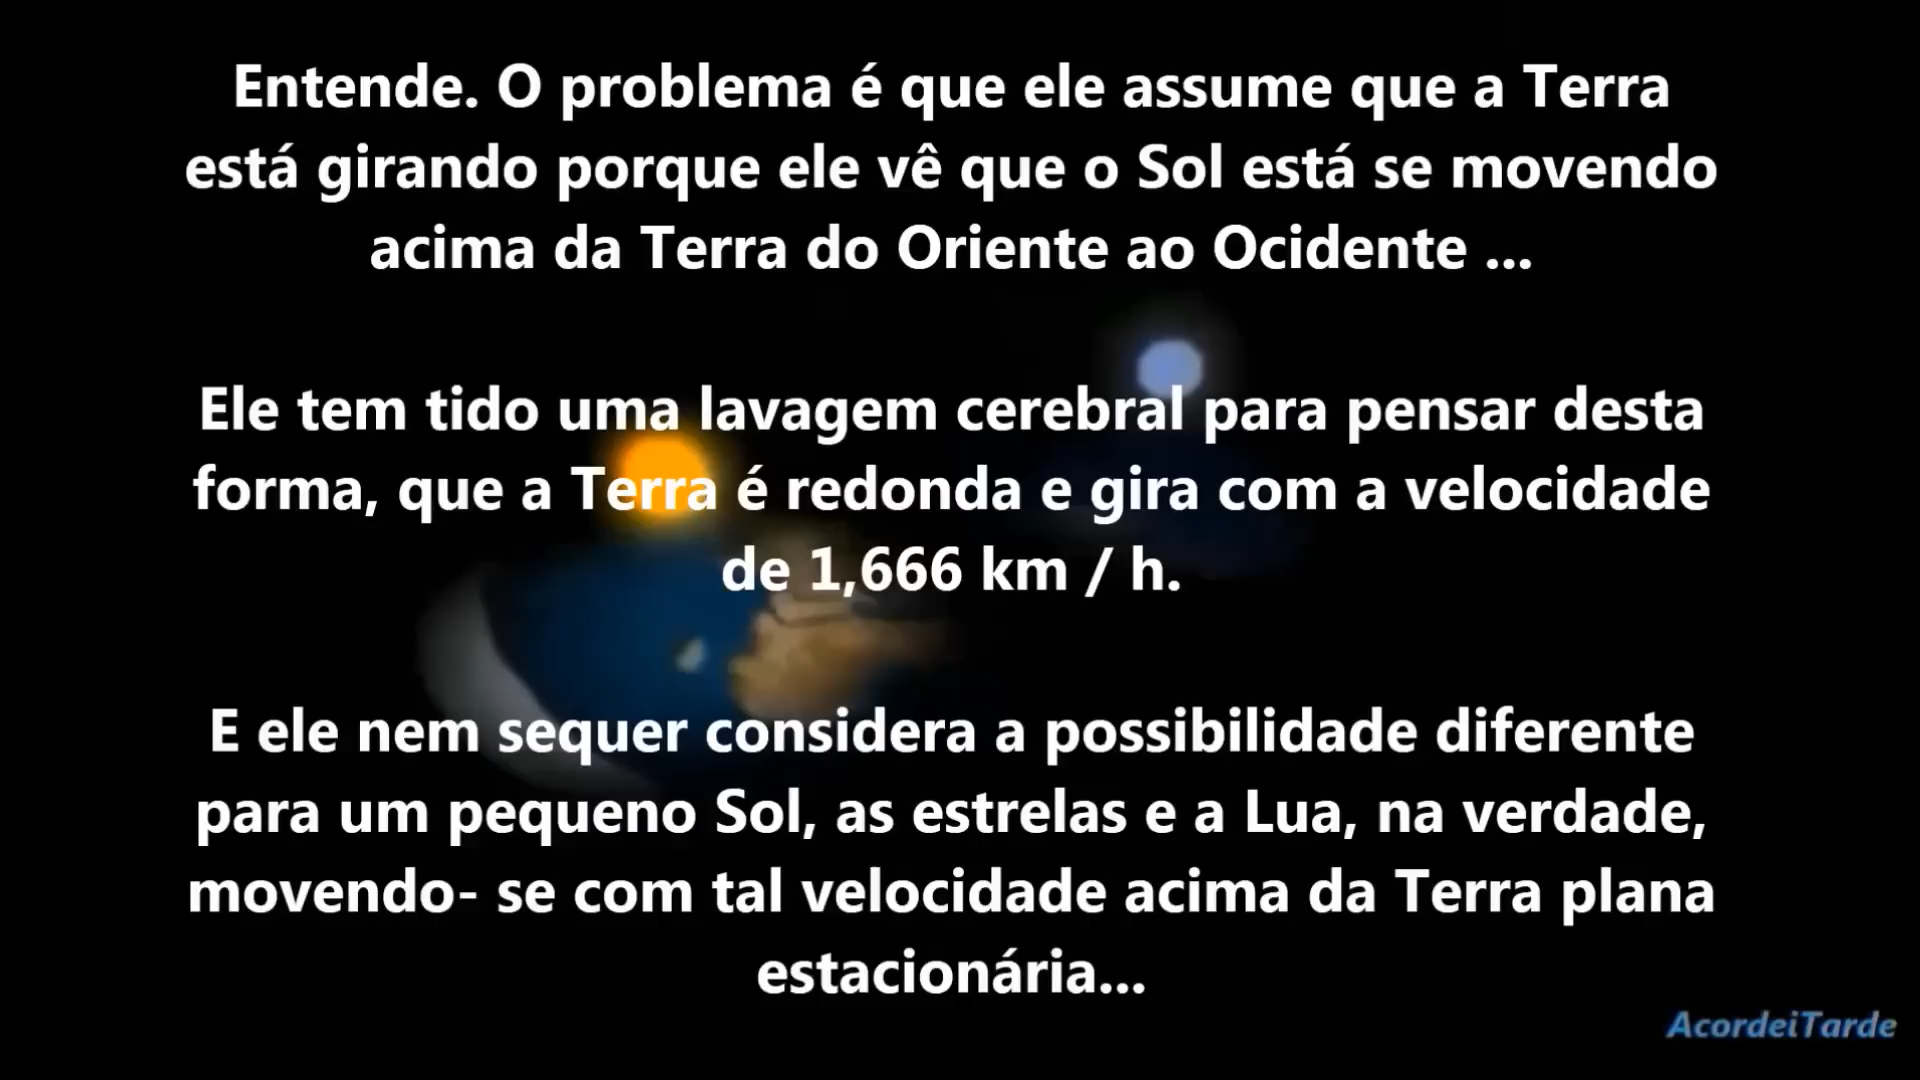 Entende. O problema é que ele assume que a Terra
está girando porque ele vê que o Sol está se movendo
acima da Terra do Oriente ao Ocidente ...
Ele tem tido uma lavagem cerebral para pensar desta
forma, que a Terra é redonda e gira com a velocidade
de 1,666 km / h.
E ele nem sequer considera a possibilidade diferente
para um pequeno Sol, as estrelas e a Lua, na verdade,
movendo- se com tal velocidade acima da Terra plana
estacionária...
AcordeiTarde